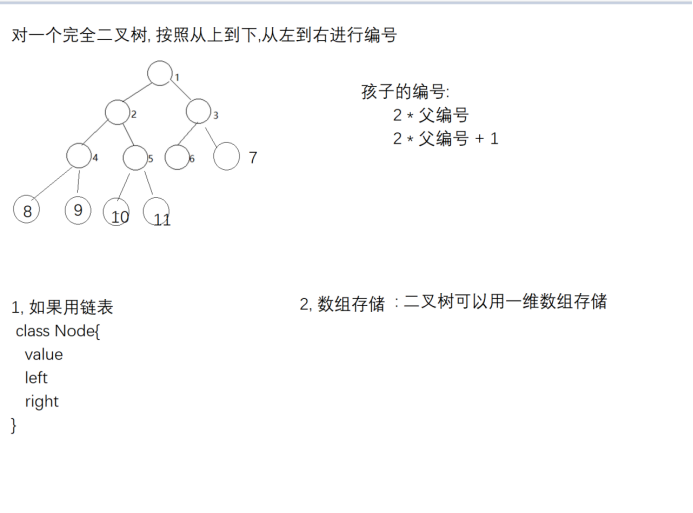 对一个完全二叉树, 按照从上到下,从左到右进行编号
1
2
3
4
5
6
7
8
9
10
11
孩子的编号:
2 * 父编号
2 * 父编号 + 1
1, 如果用链表
class Node{
value
left
right
}
2, 数组存储 : 二叉树可以用一维数组存储